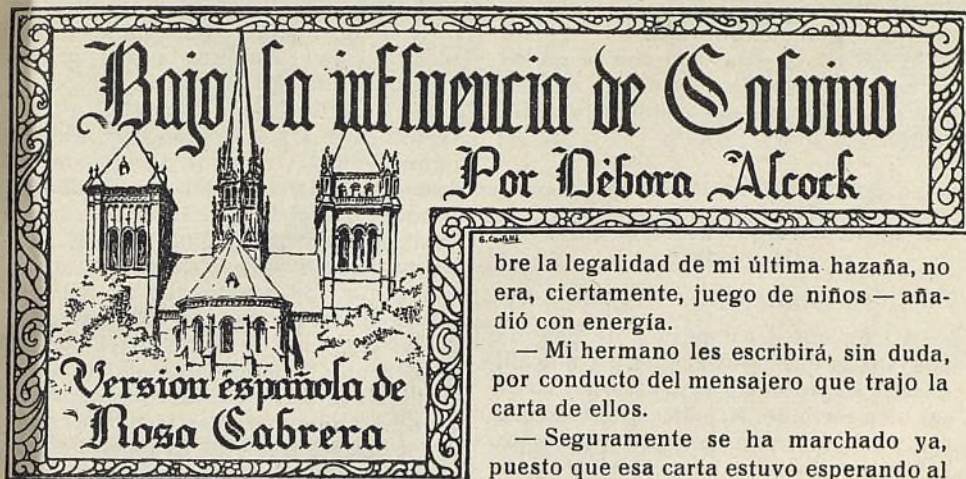 Bajo la influencia de Calvino
Por Débora Alcock
Versión española de
Rosa Cabrera
G. Castillo
bre la legalidad de mi última hazaña, no
era, ciertamente, juego de niños — aña-
dió con energía.
— Mi hermano les escribirá, sin duda,
por conducto del mensajero que trajo la
carta de ellos.
— Seguramente se ha marchado ya,
puesto que esa carta estuvo esperando al